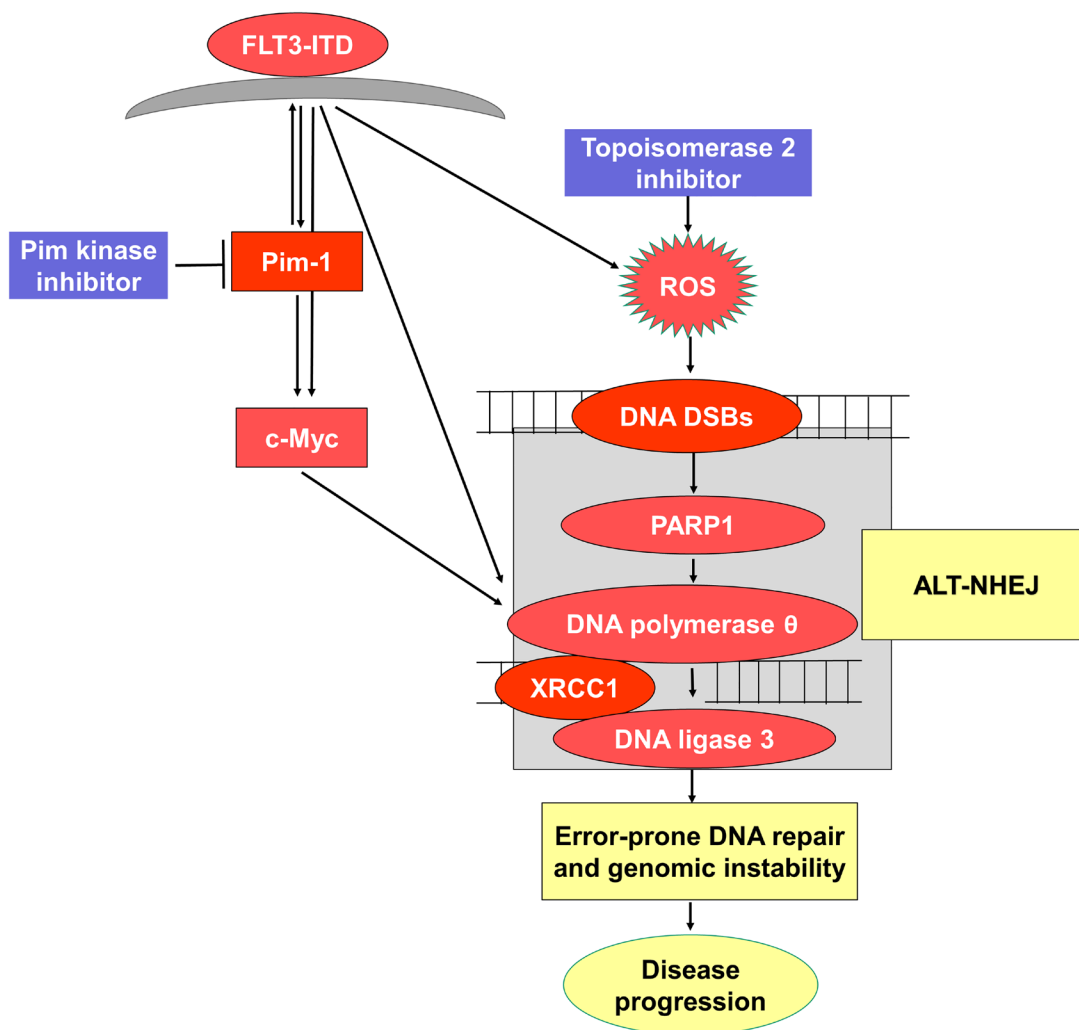 FLT3-ITD
Topoisomerase 2
inhibitor
Pim kinase
inhibitor
Pim-1
ROS
c-Myc
DNA DSBs
PARP1
ALT-NHEJ
DNA polymerase θ
XRCC1
DNA ligase 3
Error-prone DNA repair
and genomic instability
Disease
progression